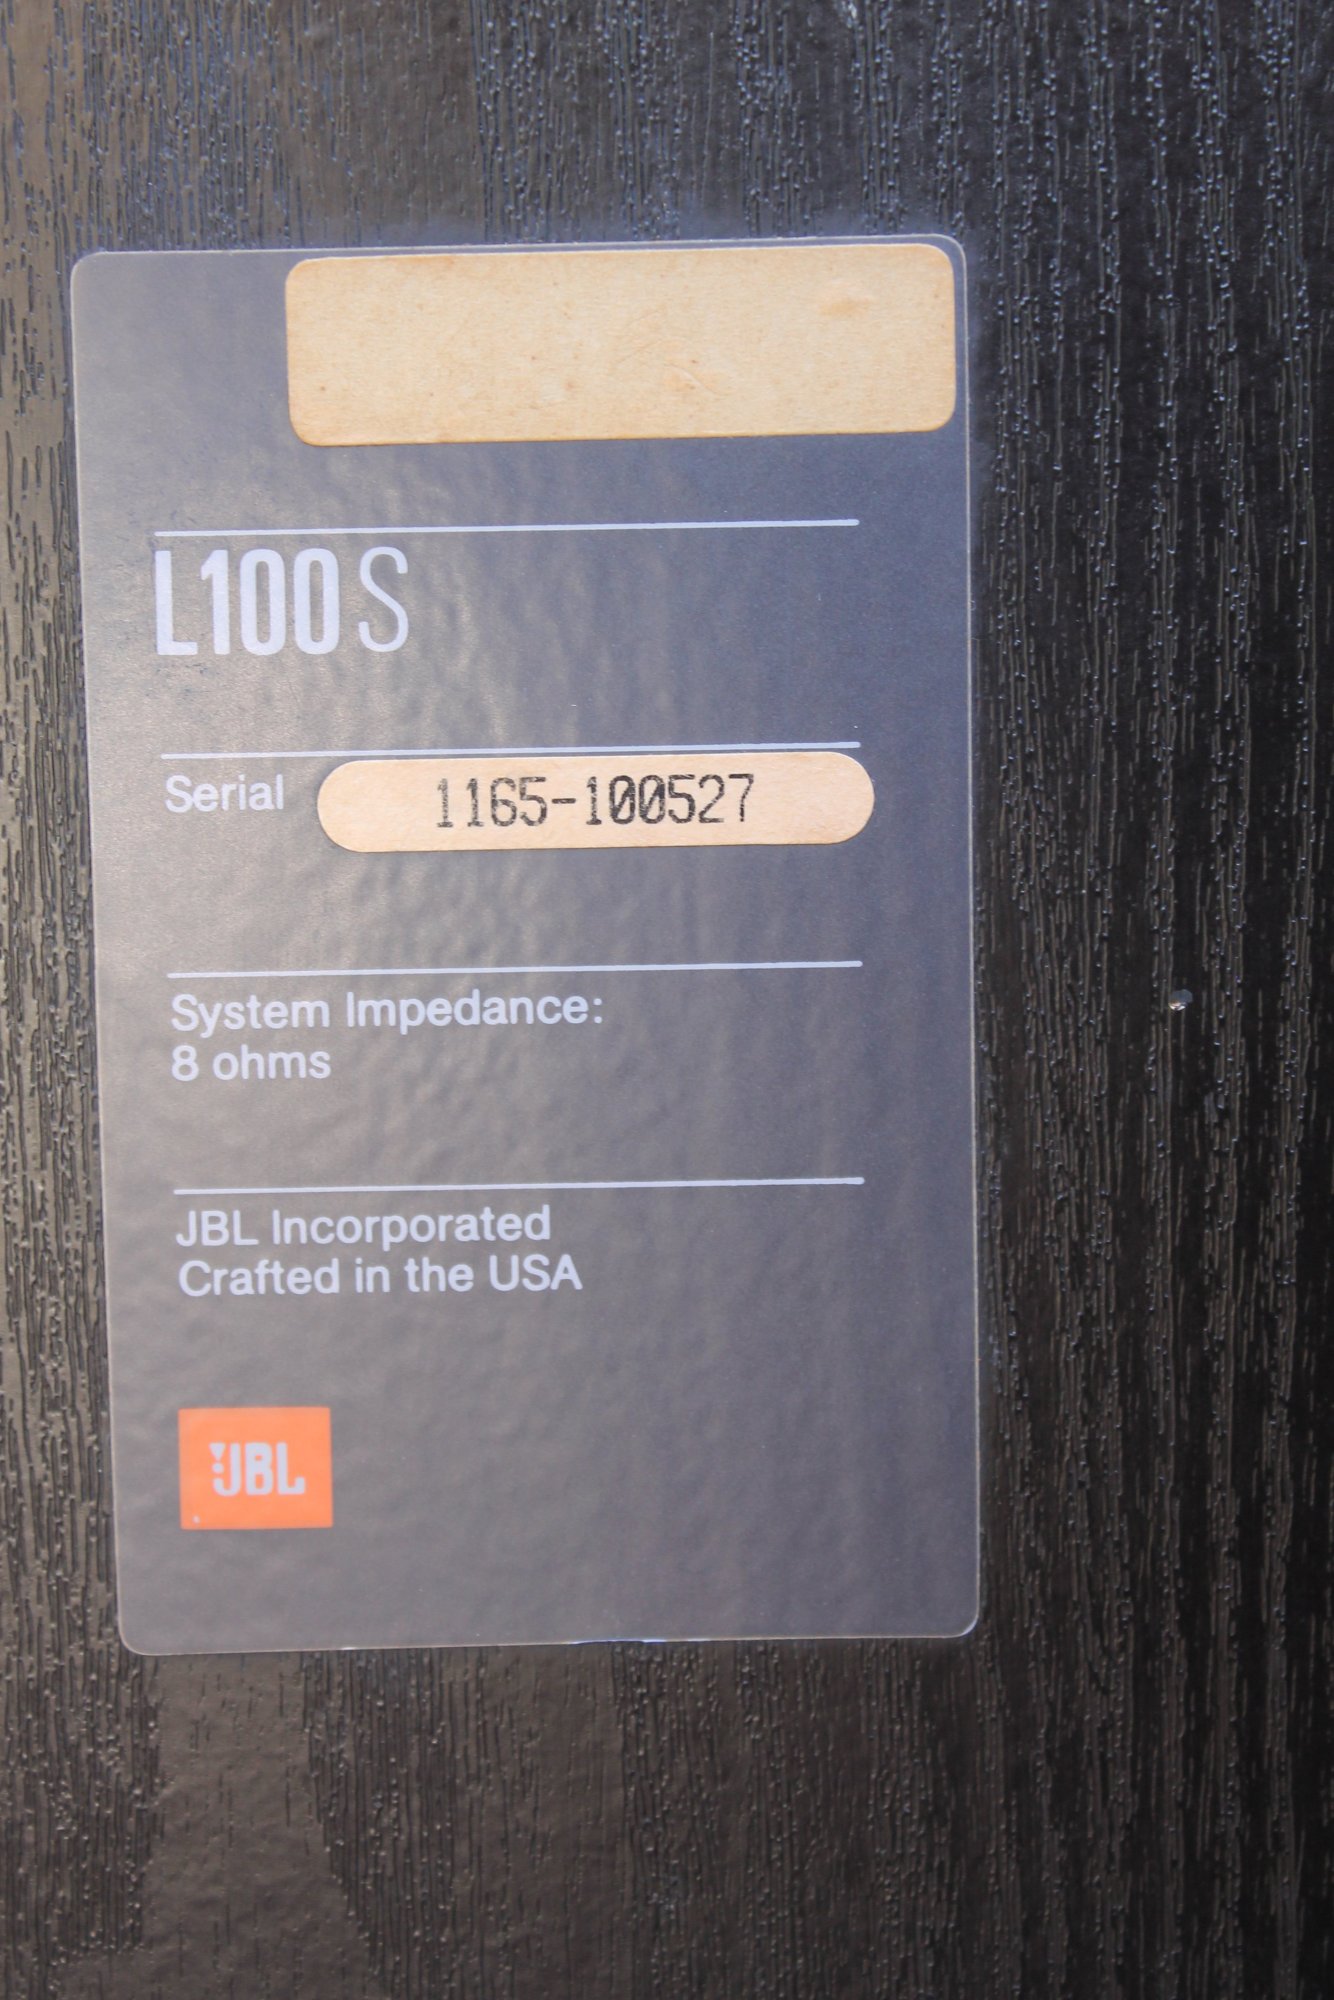 L100 S
Serial 1165-100527
System Impedance:
8 ohms
JBL Incorporated
Crafted in the USA
JBL